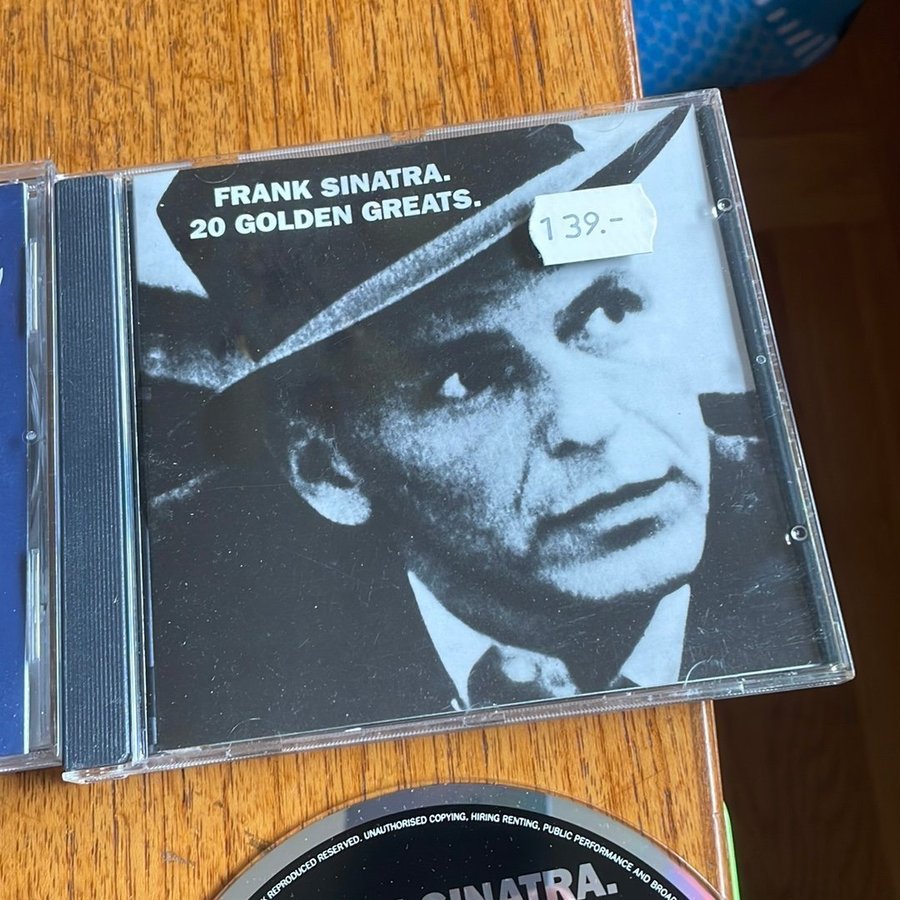 FRANK SINATRA.
20 GOLDEN GREATS.
139.-
REPRODUCED RESERVED. UNAUTHORISED COPYING, HIRING RENTING, PUBLIC PERFORMANCE AND BROAD
SINATRA.